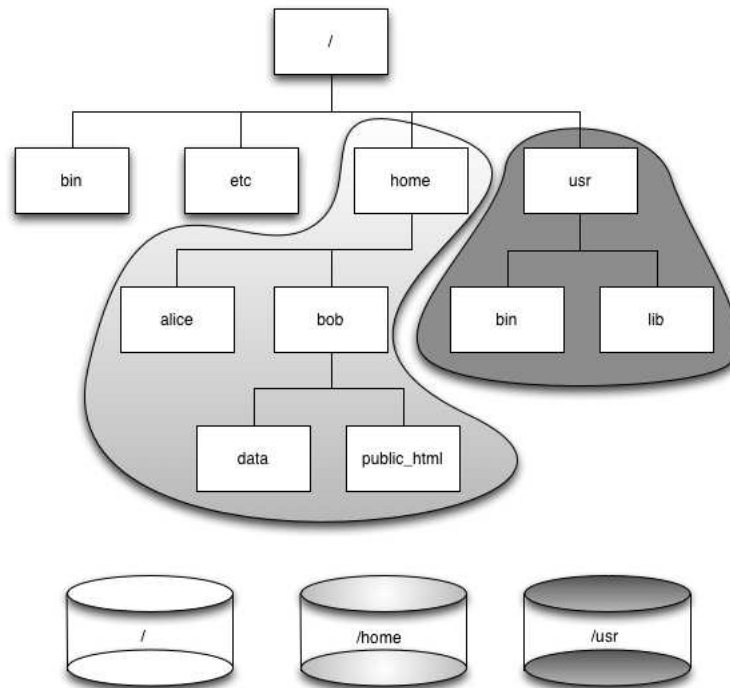 /
bin
etc
home
usr
alice
bob
bin
lib
data
public_html
/
/home
/usr